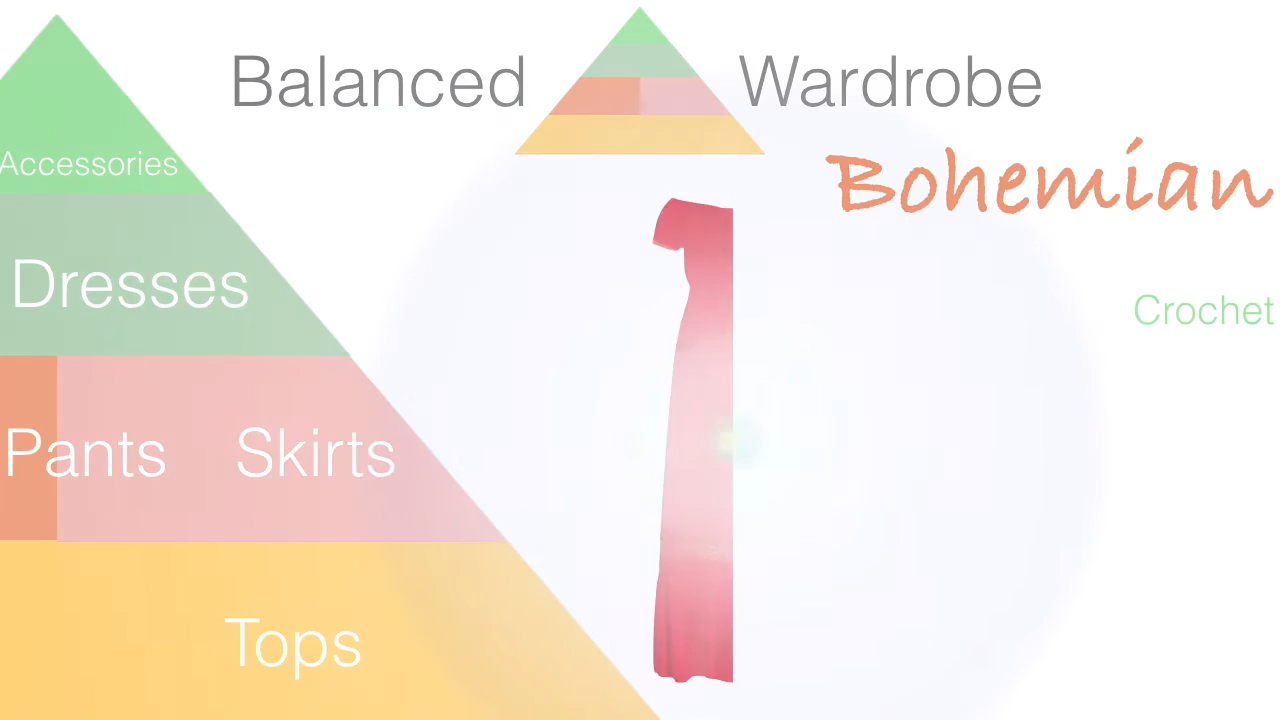 Balanced Wardrobe
Bohemian
Accessories
Dresses
Crochet
Pants Skirts
Tops